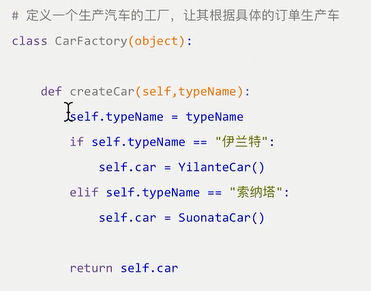 # 定义一个生产汽车的工厂，让其根据具体的订单生产车
class CarFactory(object):
    def createCar(self,typeName):
        self.typeName = typeName
        if self.typeName == "伊兰特":
            self.car = YilanteCar()
        elif self.typeName == "索纳塔":
            self.car = SuonataCar()
        return self.car